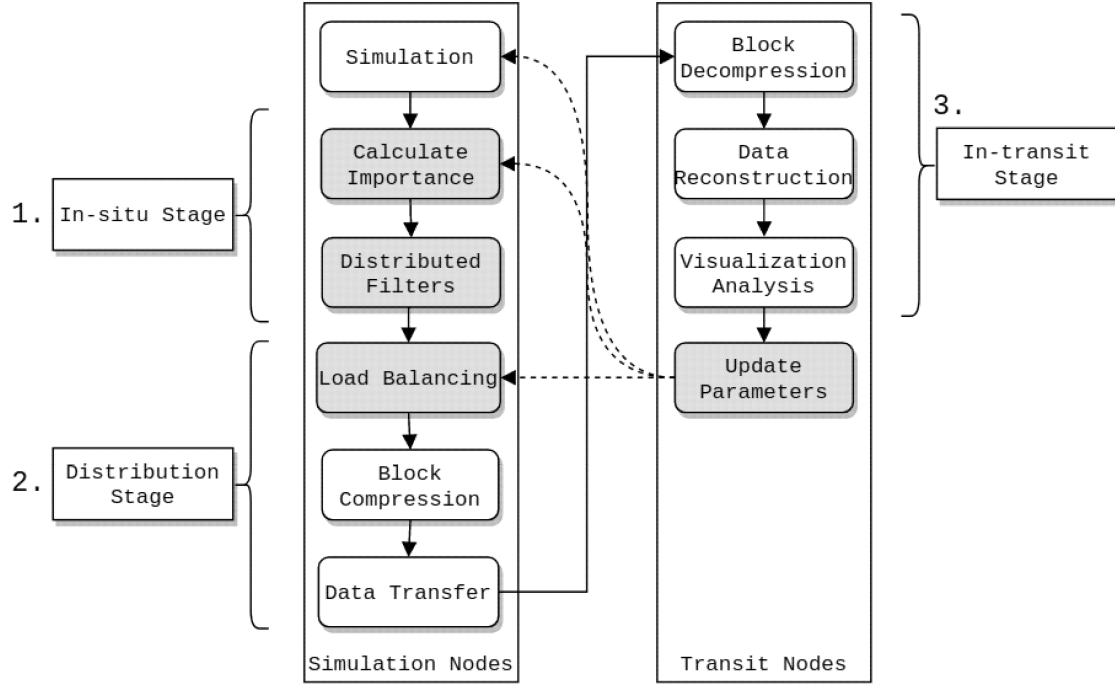 1.
In-situ Stage
2.
Distribution
Stage
Simulation
Calculate
Importance
Distributed
Filters
Load Balancing
Block
Compression
Data Transfer
Simulation Nodes
Block
Decompression
Data
Reconstruction
Visualization
Analysis
Update
Parameters
Transit Nodes
3.
In-transit
Stage